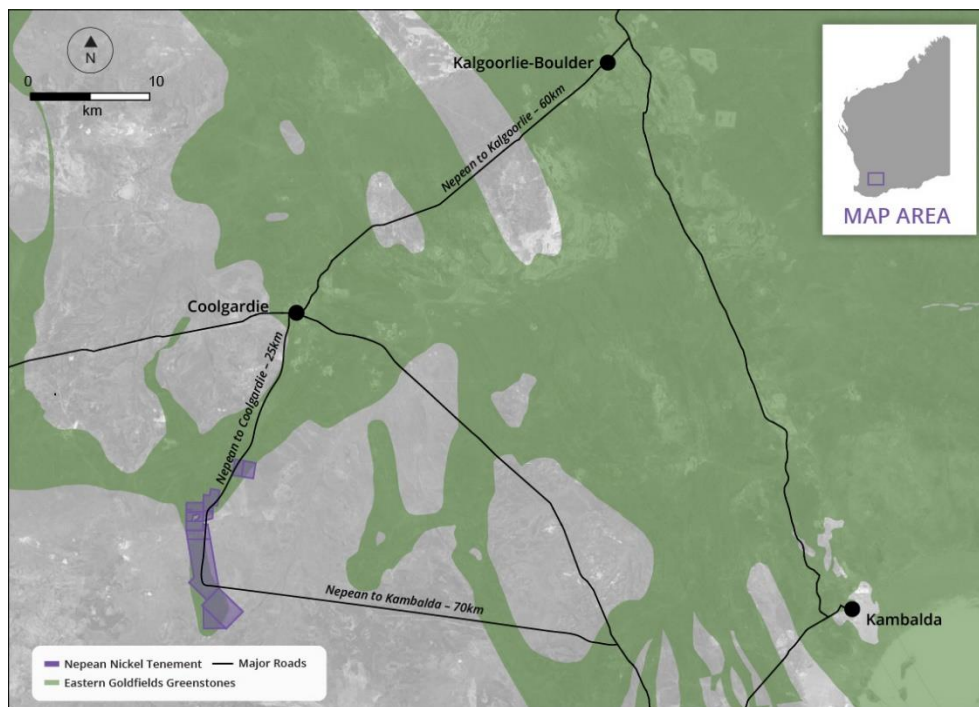 N
0 10
km
Kalgoorlie-Boulder
Nepean to Kalgoorlie – 60km
MAP AREA
Coolgardie
Nepean to Coolgardie – 25km
Nepean to Kambalda – 70km
Kambalda
Nepean Nickel Tenement
Major Roads
Eastern Goldfields Greenstones